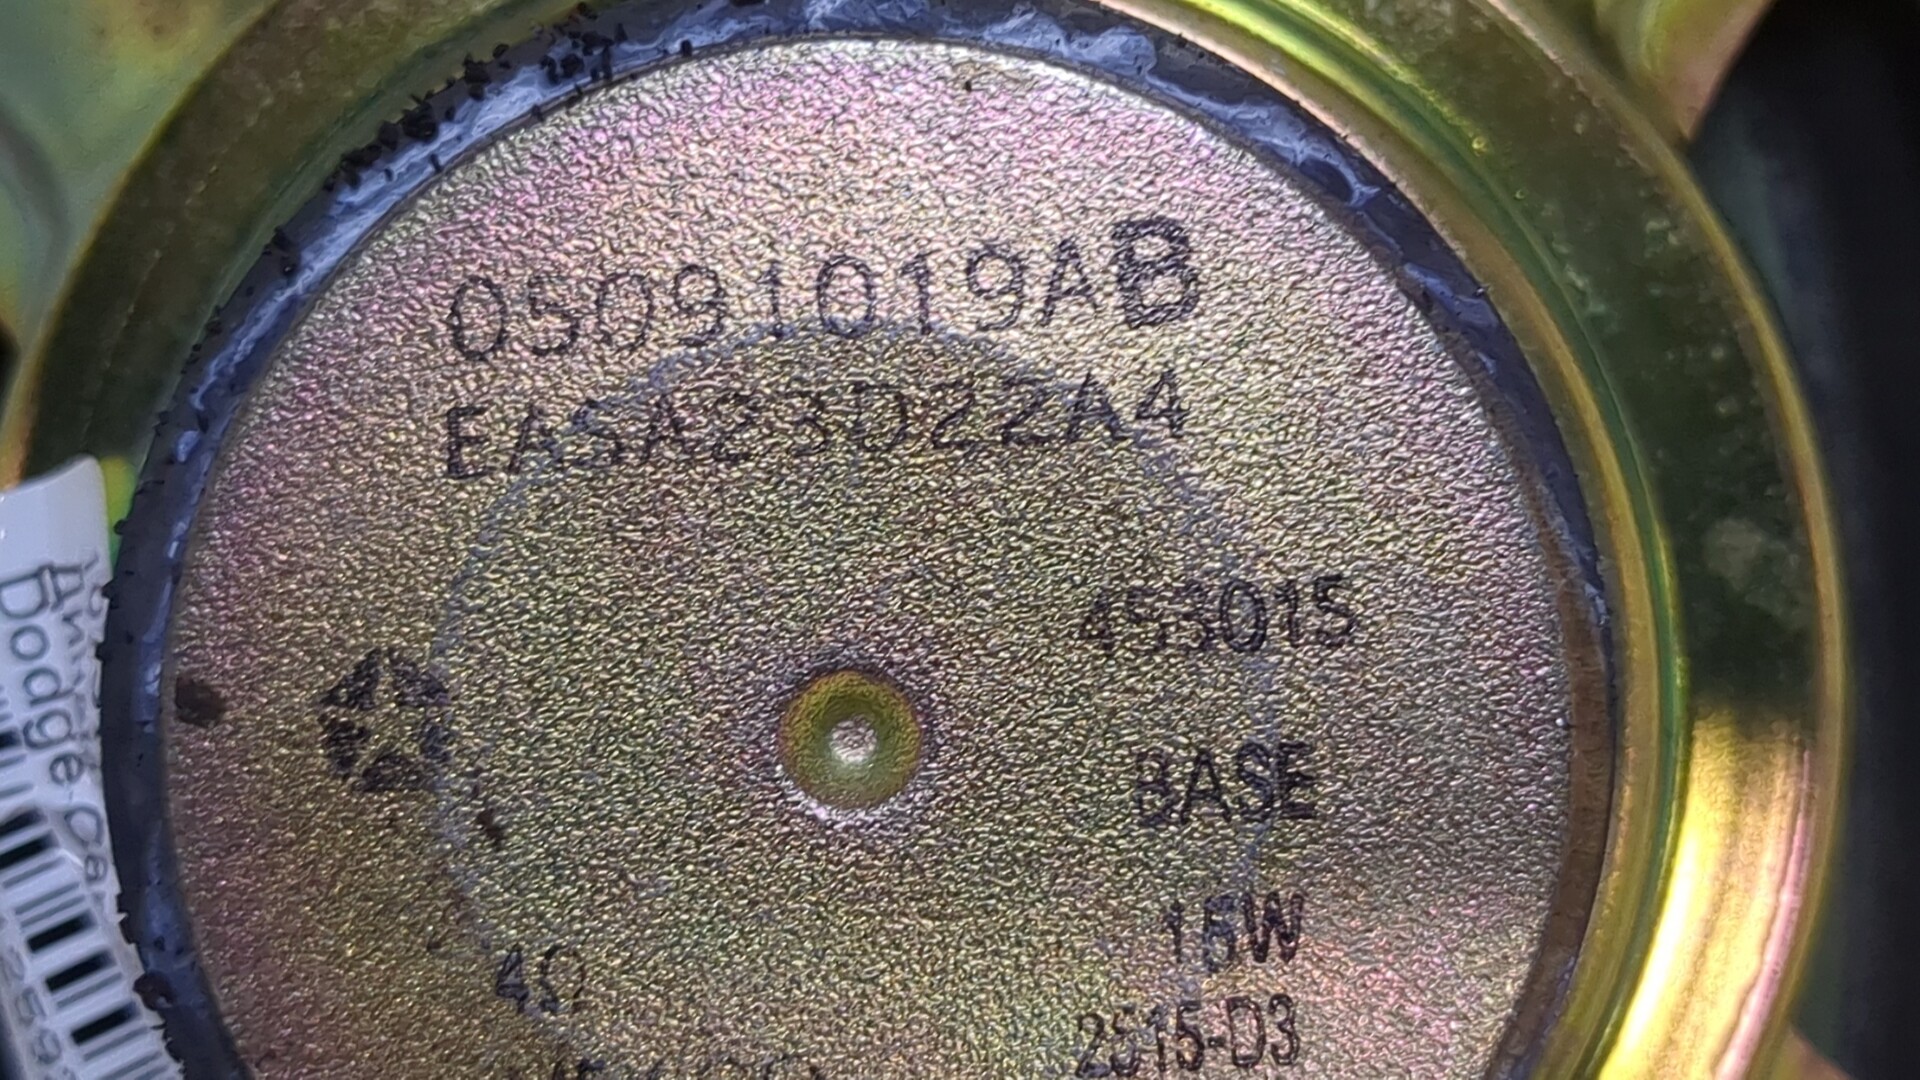 05091019AB
EASA23D22A4
453015
BASE
15W
4Ω
2515-D3
Dodge Ca